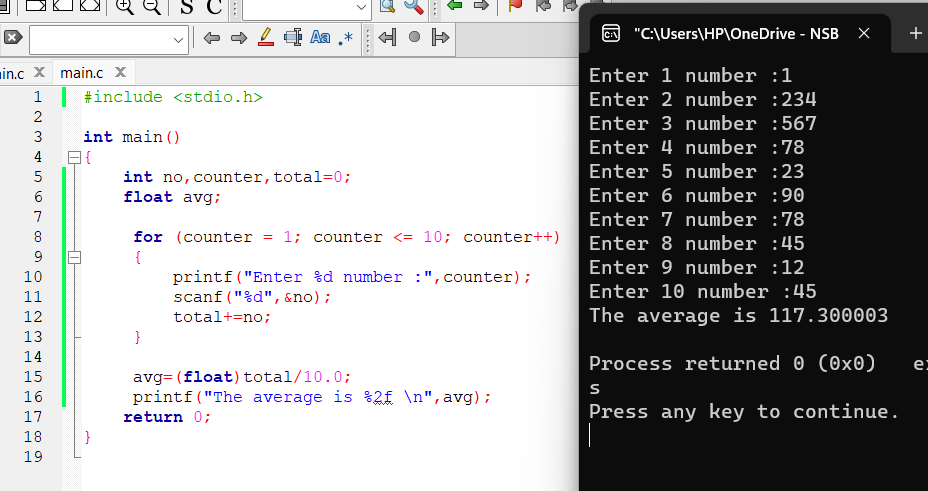 S C
Aa .*
in.c X main.c X
1 #include <stdio.h>
2
3 int main()
4 {
5 int no,counter,total=0;
6 float avg;
7
8 for (counter = 1; counter <= 10; counter++)
9 {
10 printf("Enter %d number :",counter);
11 scanf("%d",&no);
12 total+=no;
13 }
14
15 avg=(float)total/10.0;
16 printf("The average is %2f \n",avg);
17 return 0;
18 }
19
"C:\Users\HP\OneDrive - NSB
Enter 1 number :1
Enter 2 number :234
Enter 3 number :567
Enter 4 number :78
Enter 5 number :23
Enter 6 number :90
Enter 7 number :78
Enter 8 number :45
Enter 9 number :12
Enter 10 number :45
The average is 117.300003
Process returned 0 (0x0)
s
Press any key to continue.